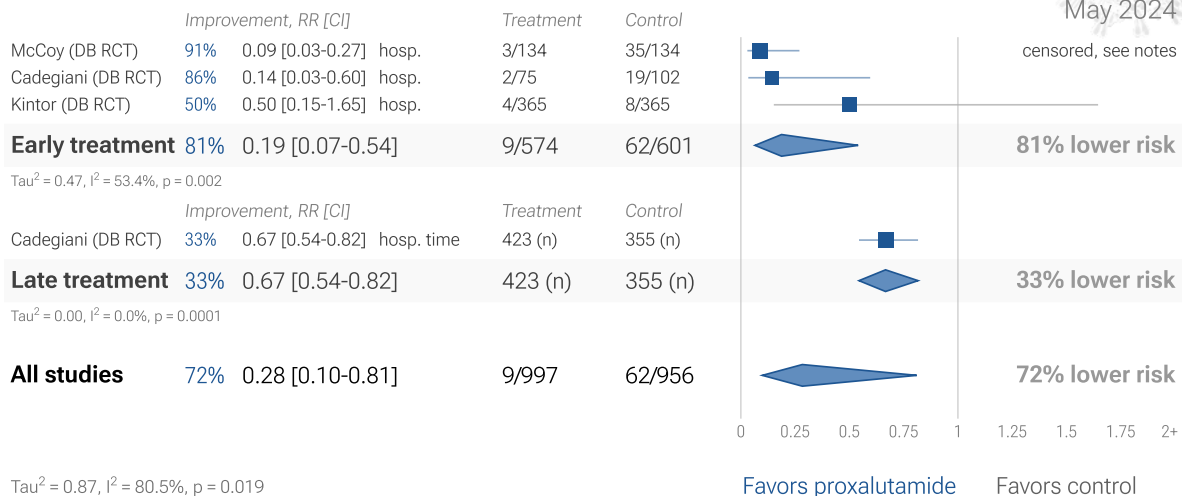 May 2024
Improvement, RR [CI] Treatment Control
McCoy (DB RCT) 91% 0.09 [0.03-0.27] hosp. 3/134 35/134 censored, see notes
Cadegiani (DB RCT) 86% 0.14 [0.03-0.60] hosp. 2/75 19/102
Kintor (DB RCT) 50% 0.50 [0.15-1.65] hosp. 4/365 8/365
Early treatment 81% 0.19 [0.07-0.54] 9/574 62/601 81% lower risk
Tau² = 0.47, I² = 53.4%, p = 0.002
Improvement, RR [CI] Treatment Control
Cadegiani (DB RCT) 33% 0.67 [0.54-0.82] hosp. time 423 (n) 355 (n)
Late treatment 33% 0.67 [0.54-0.82] 423 (n) 355 (n) 33% lower risk
Tau² = 0.00, I² = 0.0%, p = 0.0001
All studies 72% 0.28 [0.10-0.81] 9/997 62/956 72% lower risk
0 0.25 0.5 0.75 1 1.25 1.5 1.75 2+
Tau² = 0.87, I² = 80.5%, p = 0.019 Favors proxalutamide Favors control